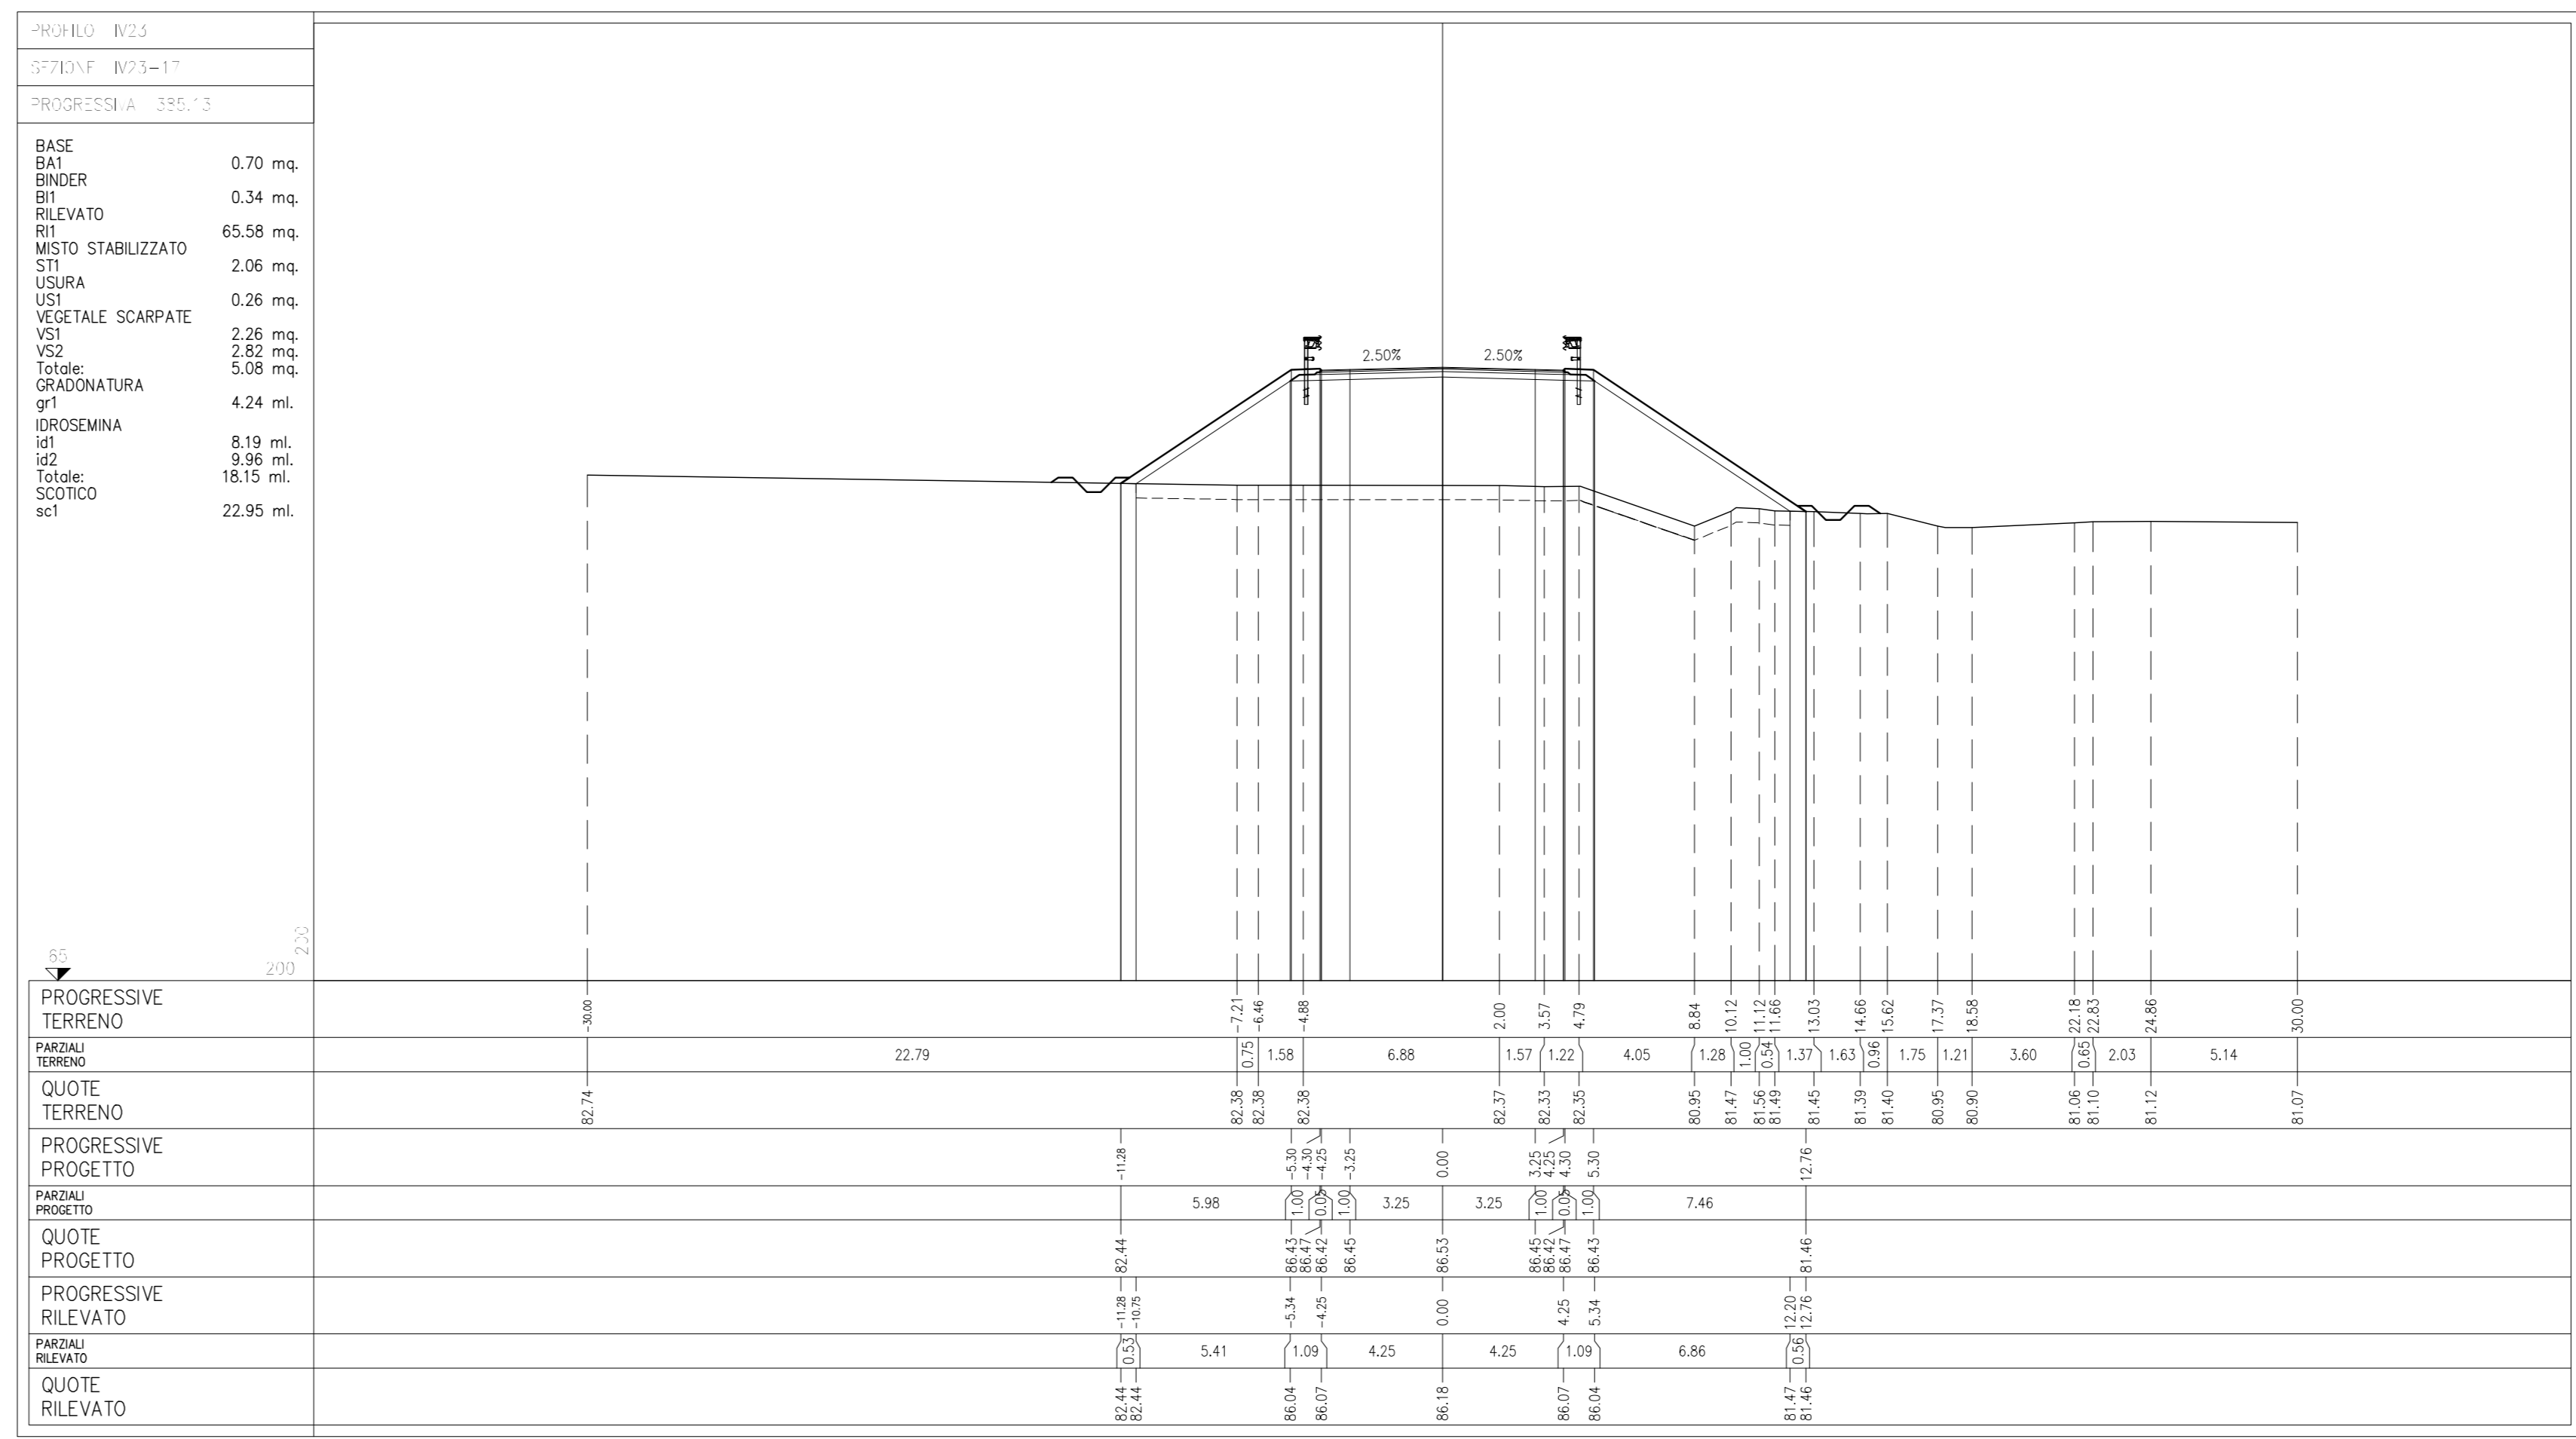 PROFILO IV23
SEZIONE IV23-17
PROGRESSIVA 385.13
BASE
BA1 0.70 mq.
BINDER
BI1 0.34 mq.
RILEVATO
RI1 65.58 mq.
MISTO STABILIZZATO
ST1 2.06 mq.
USURA
US1 0.26 mq.
VEGETALE SCARPATE
VS1 2.26 mq.
VS2 2.82 mq.
Totale: 5.08 mq.
GRADONATURA
gr1 4.24 ml.
IDROSEMINA
id1 8.19 ml.
id2 9.96 ml.
Totale: 18.15 ml.
SCOTICO
sc1 22.95 ml.
2.50% 2.50%
65
200
200
PROGRESSIVE
TERRENO
-30.00 -7.21 -6.46 -4.88 2.00 3.57 4.79 8.84 10.12 11.12 11.66 13.03 14.66 15.62 17.37 18.58 22.18 22.83 24.86 30.00
PARZIALI
TERRENO
22.79 0.75 1.58 6.88 1.57 1.22 4.05 1.28 1.00 0.54 1.37 1.63 0.96 1.75 1.21 3.60 0.65 2.03 5.14
QUOTE
TERRENO
82.74 82.38 82.38 82.38 82.37 82.33 82.35 80.95 81.47 81.56 81.49 81.45 81.39 81.40 80.95 80.90 81.06 81.10 81.12 81.07
PROGRESSIVE
PROGETTO
-11.28 -5.30 -4.30 -4.25 -3.25 0.00 3.25 4.25 4.30 5.30 12.76
PARZIALI
PROGETTO
5.98 1.00 0.05 1.00 3.25 3.25 1.00 0.05 1.00 7.46
QUOTE
PROGETTO
82.44 86.43 86.47 86.42 86.45 86.53 86.45 86.42 86.47 86.43 81.46
PROGRESSIVE
RILEVATO
-11.28 -10.75 -5.34 -4.25 0.00 4.25 5.34 12.20 12.76
PARZIALI
RILEVATO
0.53 5.41 1.09 4.25 4.25 1.09 6.86 0.56
QUOTE
RILEVATO
82.44 82.44 86.04 86.07 86.18 86.07 86.04 81.47 81.46